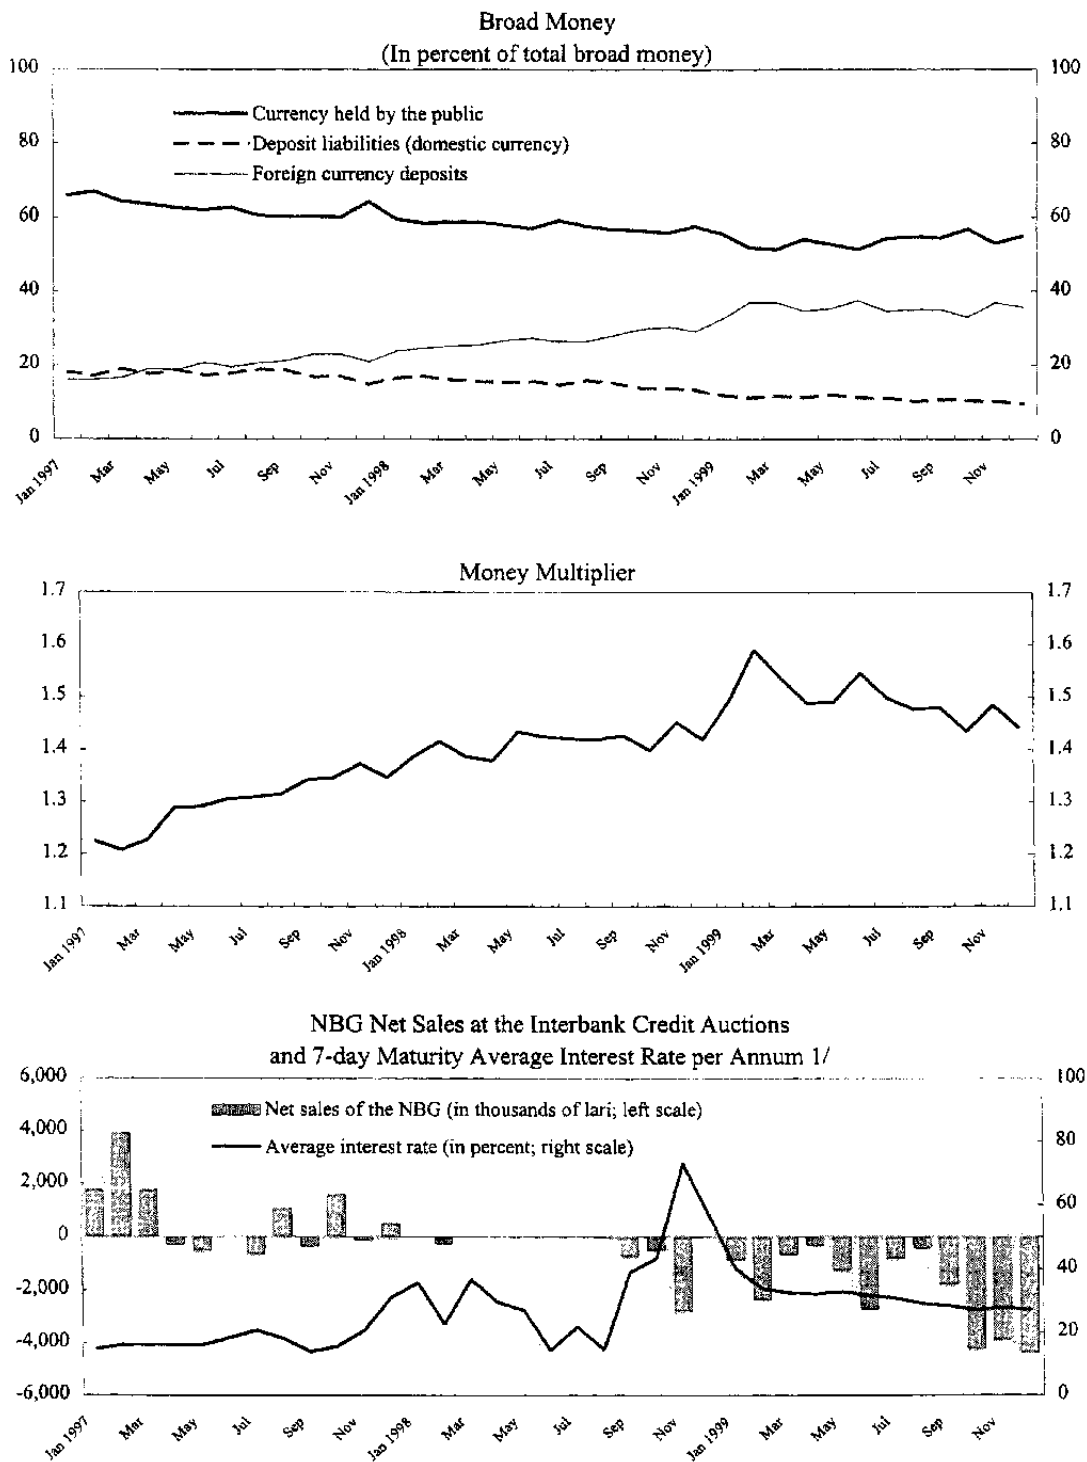 Broad Money
(In percent of total broad money)
100 100
Currency held by the public
80 80
Deposit liabilities (domestic currency)
Foreign currency deposits
60 60
40 40
20 20
0 0
Jan 1997 Mar May Jul Sep Nov Jan 1998 Mar May Jul Sep Nov Jan 1999 Mar May Jul Sep Nov
Money Multiplier
1.7 1.7
1.6 1.6
1.5 1.5
1.4 1.4
1.3 1.3
1.2 1.2
1.1 1.1
Jan 1997 Mar May Jul Sep Nov Jan 1998 Mar May Jul Sep Nov Jan 1999 Mar May Jul Sep Nov
NBG Net Sales at the Interbank Credit Auctions
and 7-day Maturity Average Interest Rate per Annum 1/
6,000 100
Net sales of the NBG (in thousands of lari; left scale)
4,000 80
Average interest rate (in percent; right scale)
2,000 60
0
-2,000 40
-4,000 20
-6,000 0
Jan 1997 Mar May Jul Sep Nov Jan 1998 Mar May Jul Sep Nov Jan 1999 Mar May Jul Sep Nov